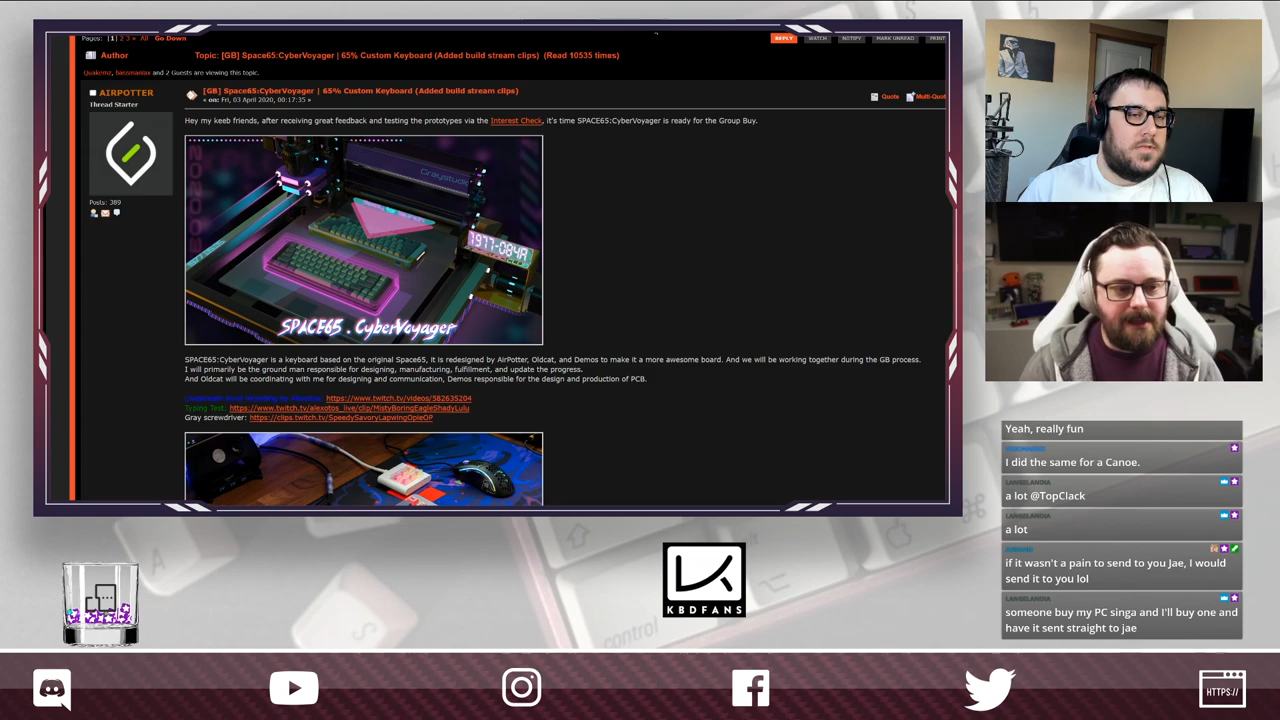 Pages: [1] 2 3 » All Go Down
REPLY WATCH NOTIFY MARK UNREAD PRINT
Author
Topic: [GB] Space65:CyberVoyager | 65% Custom Keyboard (Added build stream clips) (Read 10535 times)
Quakemz, bassmaniax and 2 Guests are viewing this topic.
AIRPOTTER
Thread Starter
Posts: 389
[GB] Space65:CyberVoyager | 65% Custom Keyboard (Added build stream clips)
« on: Fri, 03 April 2020, 00:17:35 »
Quote Multi-Quot
Hey my keeb friends, after receiving great feedback and testing the prototypes via the Interest Check, it's time SPACE65:CyberVoyager is ready for the Group Buy.
Graystudio
1977-084A
SPACE65 . CyberVoyager
SPACE65:CyberVoyager is a keyboard based on the original Space65, it is redesigned by AirPotter, Oldcat, and Demos to make it a more awesome board. And we will be working together during the GB process.
I will primarily be the ground man responsible for designing, manufacturing, fulfillment, and update the progress.
And Oldcat will be coordinating with me for designing and communication, Demos responsible for the design and production of PCB.
https://www.twitch.tv/videos/582635204
Typing Test: https://www.twitch.tv/alexotos_live/clip/MistyBoringEagleShadyLulu
Gray screwdriver: https://clips.twitch.tv/SpeedySavoryLapwingOpieOP
Yeah, really fun
I did the same for a Canoe.
LANGELANDIA
a lot @TopClack
LANGELANDIA
a lot
if it wasn't a pain to send to you Jae, I would
send it to you lol
LANGELANDIA
someone buy my PC singa and I'll buy one and
have it sent straight to jae
KBDFANS
control
HTTPS://